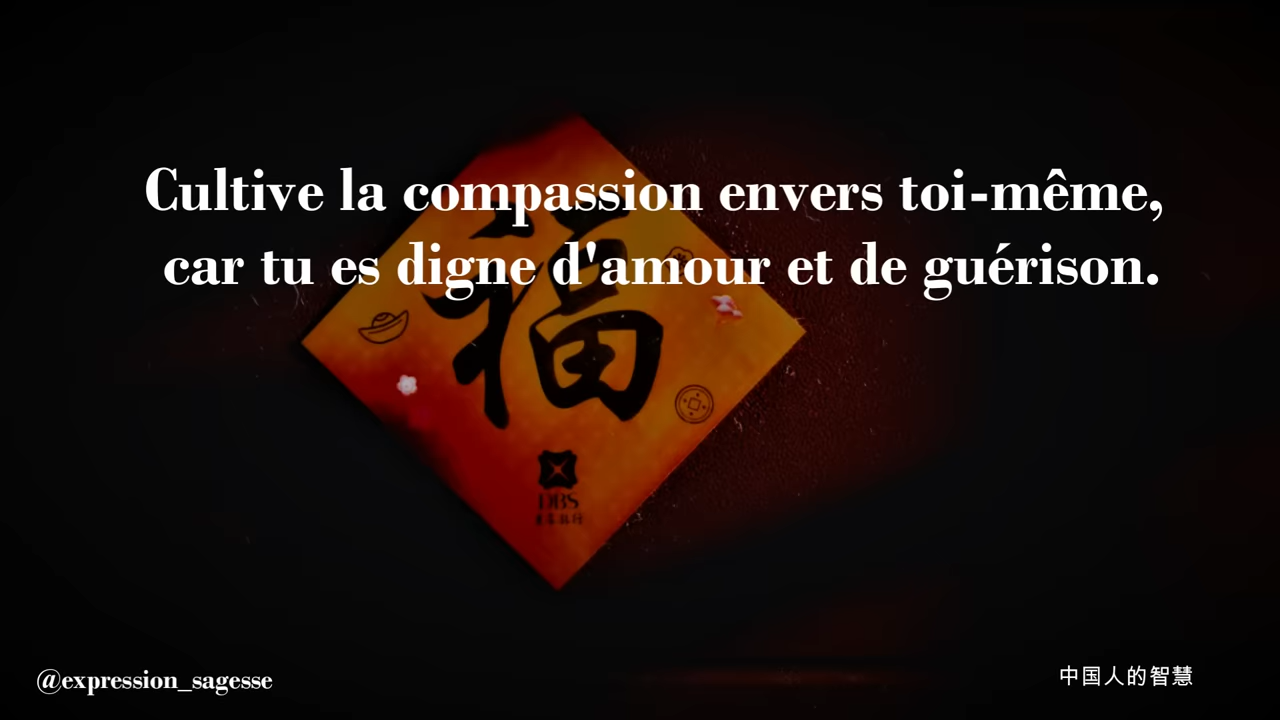 Cultive la compassion envers toi-même,
car tu es digne d'amour et de guérison.
福
DBS
@expression_sagesse
中国人的智慧